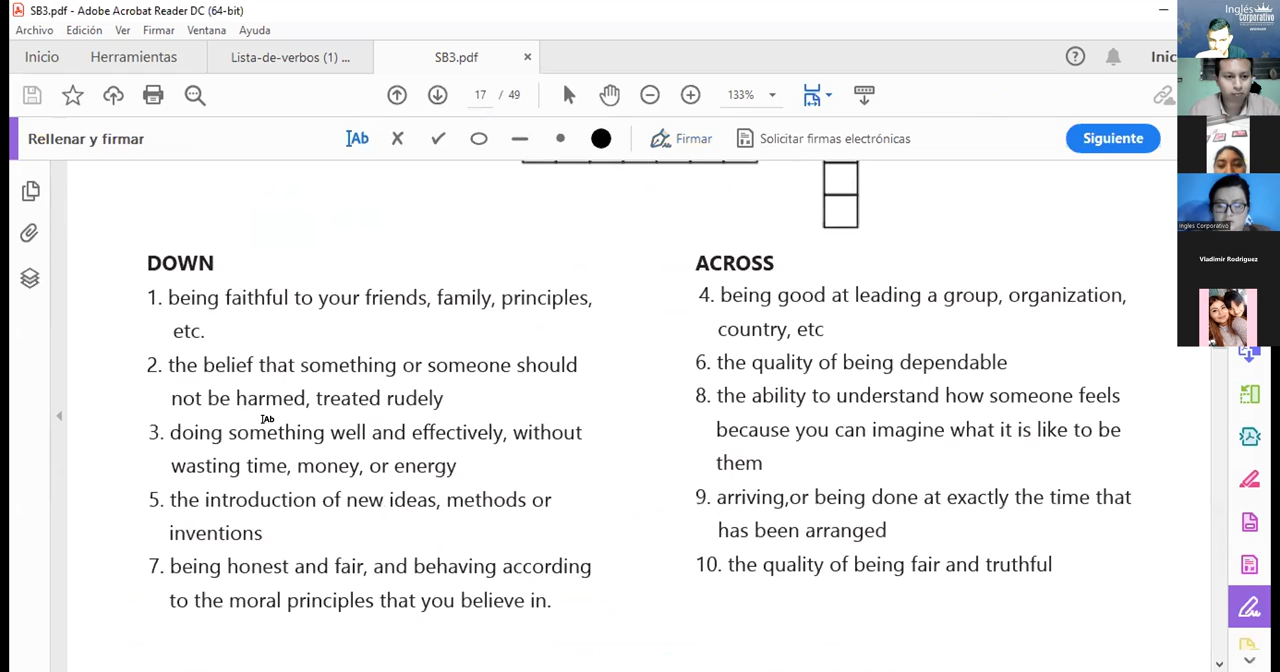 SB3.pdf - Adobe Acrobat Reader DC (64-bit)
Archivo Edición Ver Firmar Ventana Ayuda
Inicio Herramientas Lista-de-verbos (1) ... SB3.pdf Inic
17 / 49 133%
Rellenar y firmar Ab Firmar Solicitar firmas electrónicas Siguiente
Inglés
Corporativo
Ingles Corporativo
Vladimir Rodriguez
DOWN
1. being faithful to your friends, family, principles,
etc.
2. the belief that something or someone should
not be harmed, treated rudely
3. doing something well and effectively, without
wasting time, money, or energy
5. the introduction of new ideas, methods or
inventions
7. being honest and fair, and behaving according
to the moral principles that you believe in.
ACROSS
4. being good at leading a group, organization,
country, etc
6. the quality of being dependable
8. the ability to understand how someone feels
because you can imagine what it is like to be
them
9. arriving,or being done at exactly the time that
has been arranged
10. the quality of being fair and truthful